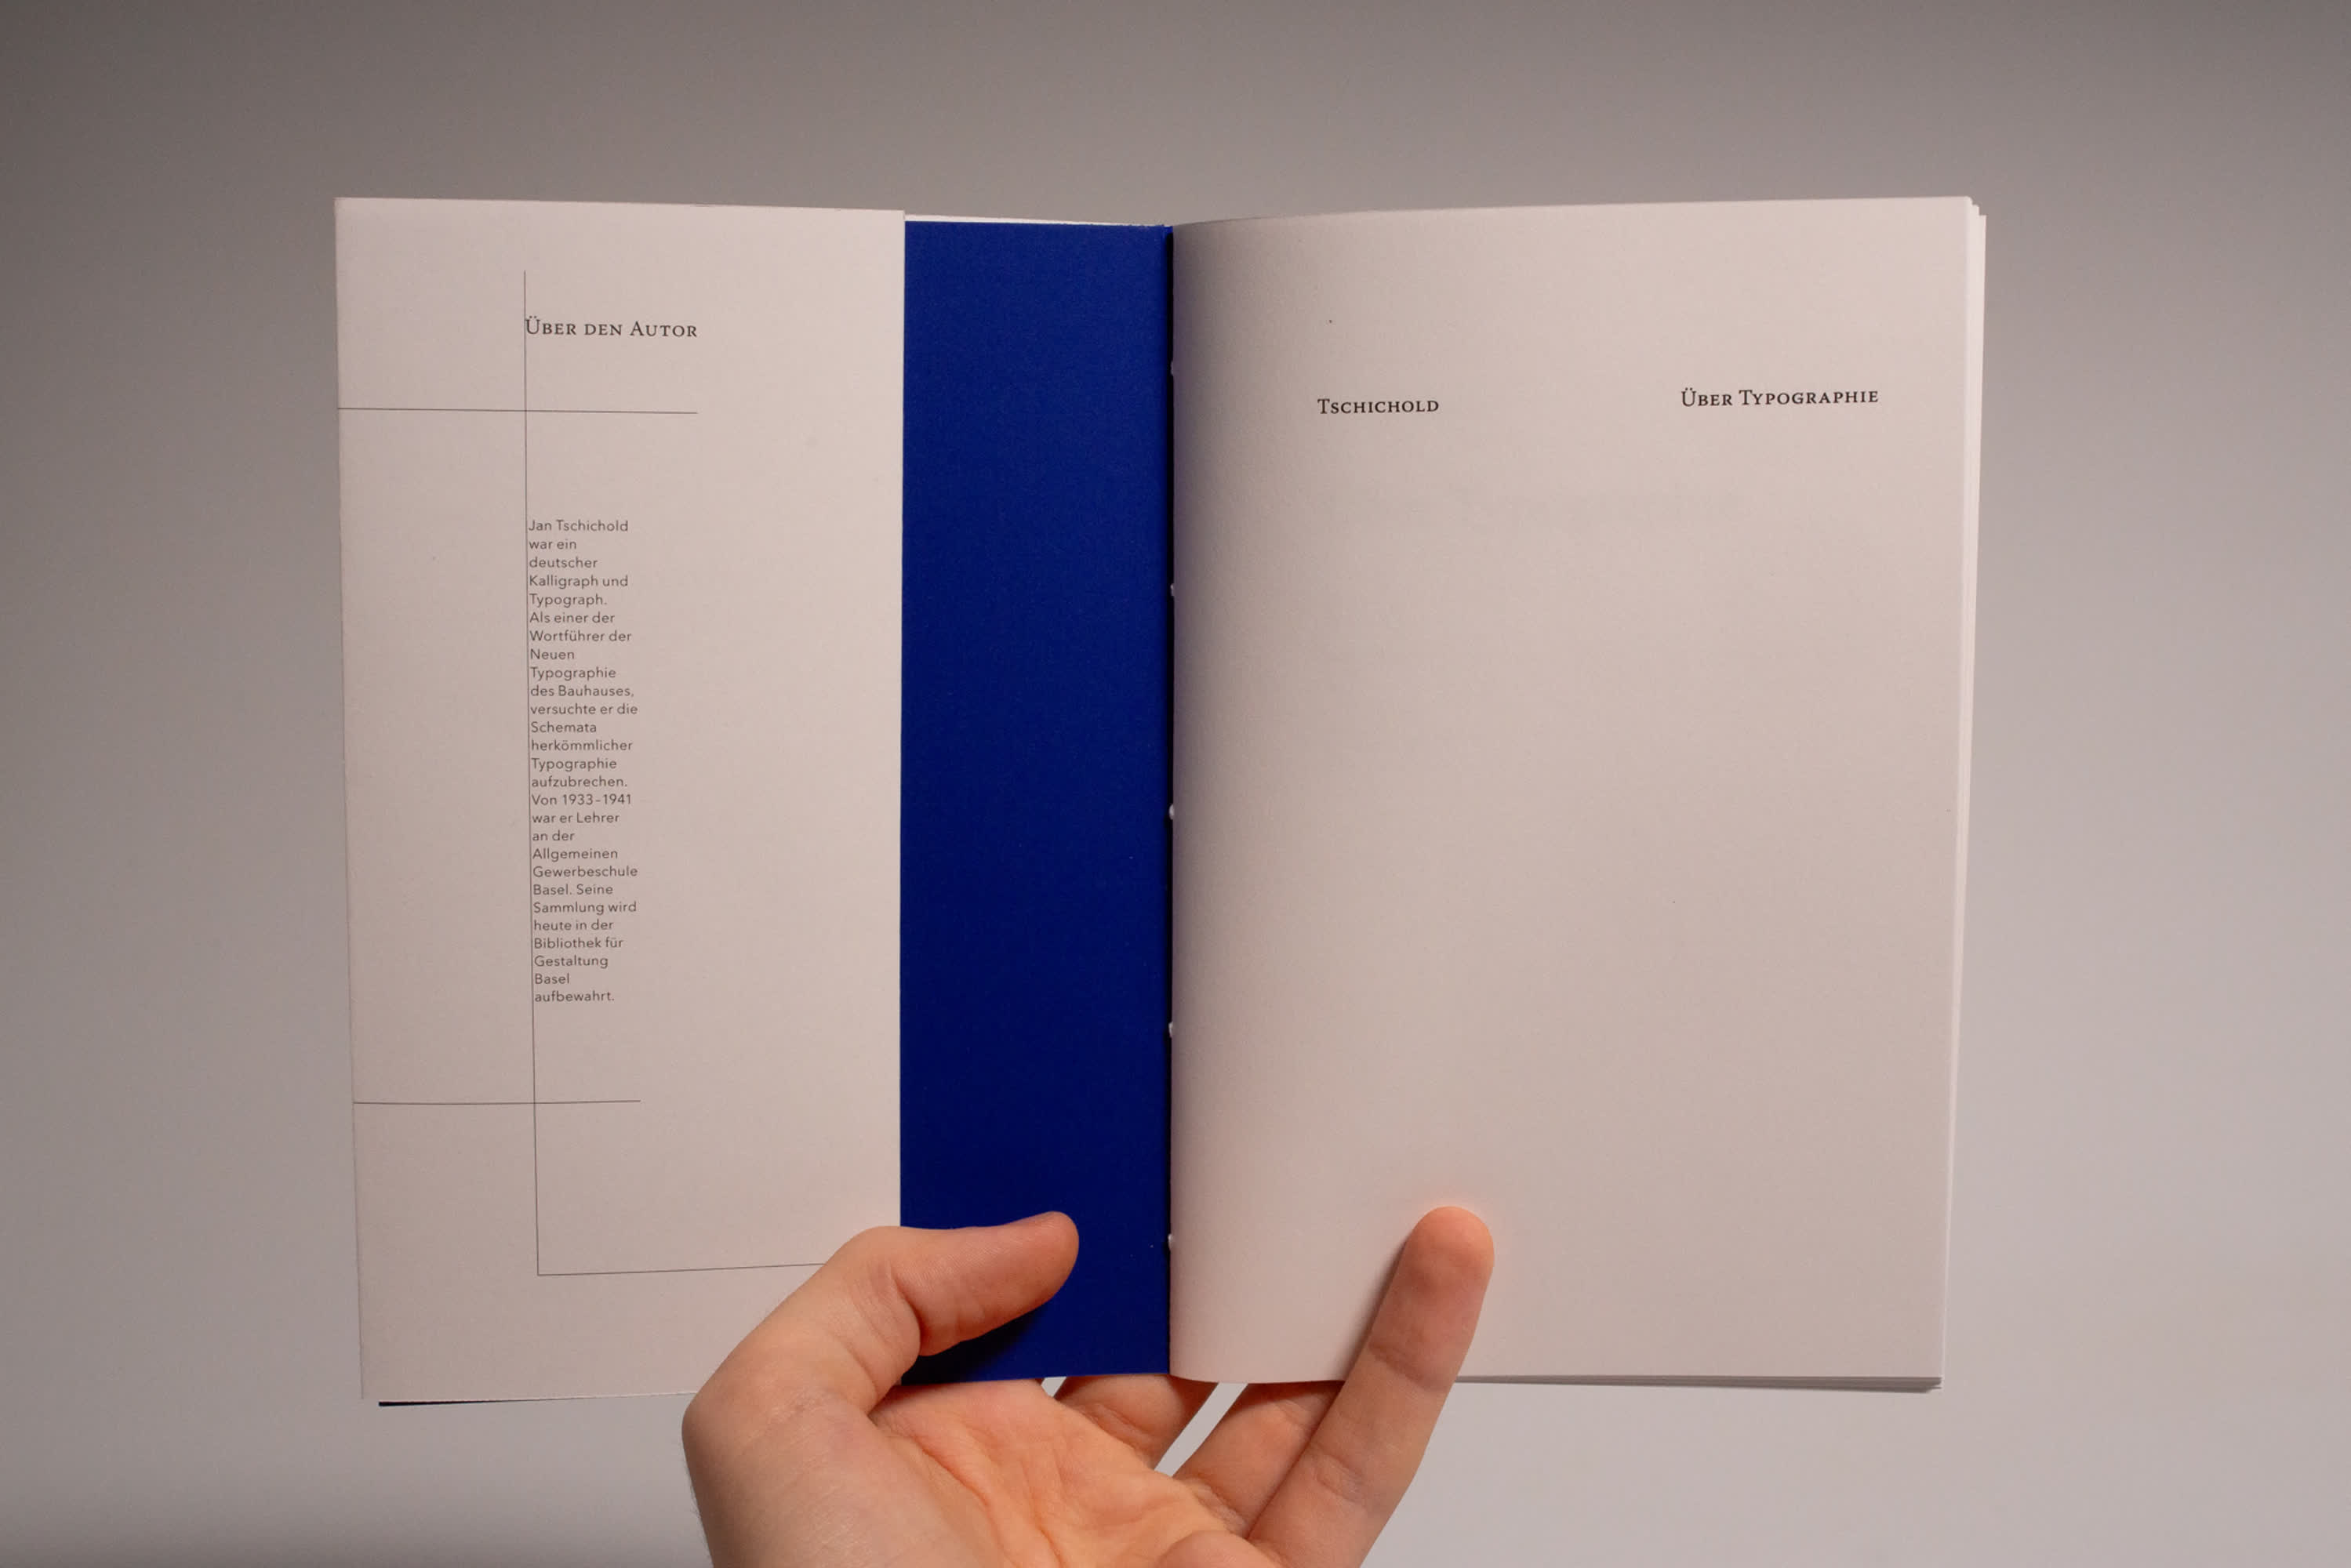 Über den Autor
Jan Tschichold
war ein
deutscher
Kalligraph und
Typograph.
Als einer der
Wortführer der
Neuen
Typographie
des Bauhauses,
versuchte er die
Schemata
herkömmlicher
Typographie
aufzubrechen.
Von 1933-1941
war er Lehrer
an der
Allgemeinen
Gewerbeschule
Basel. Seine
Sammlung wird
heute in der
Bibliothek für
Gestaltung
Basel
aufbewahrt.
Tschichold
Über Typographie